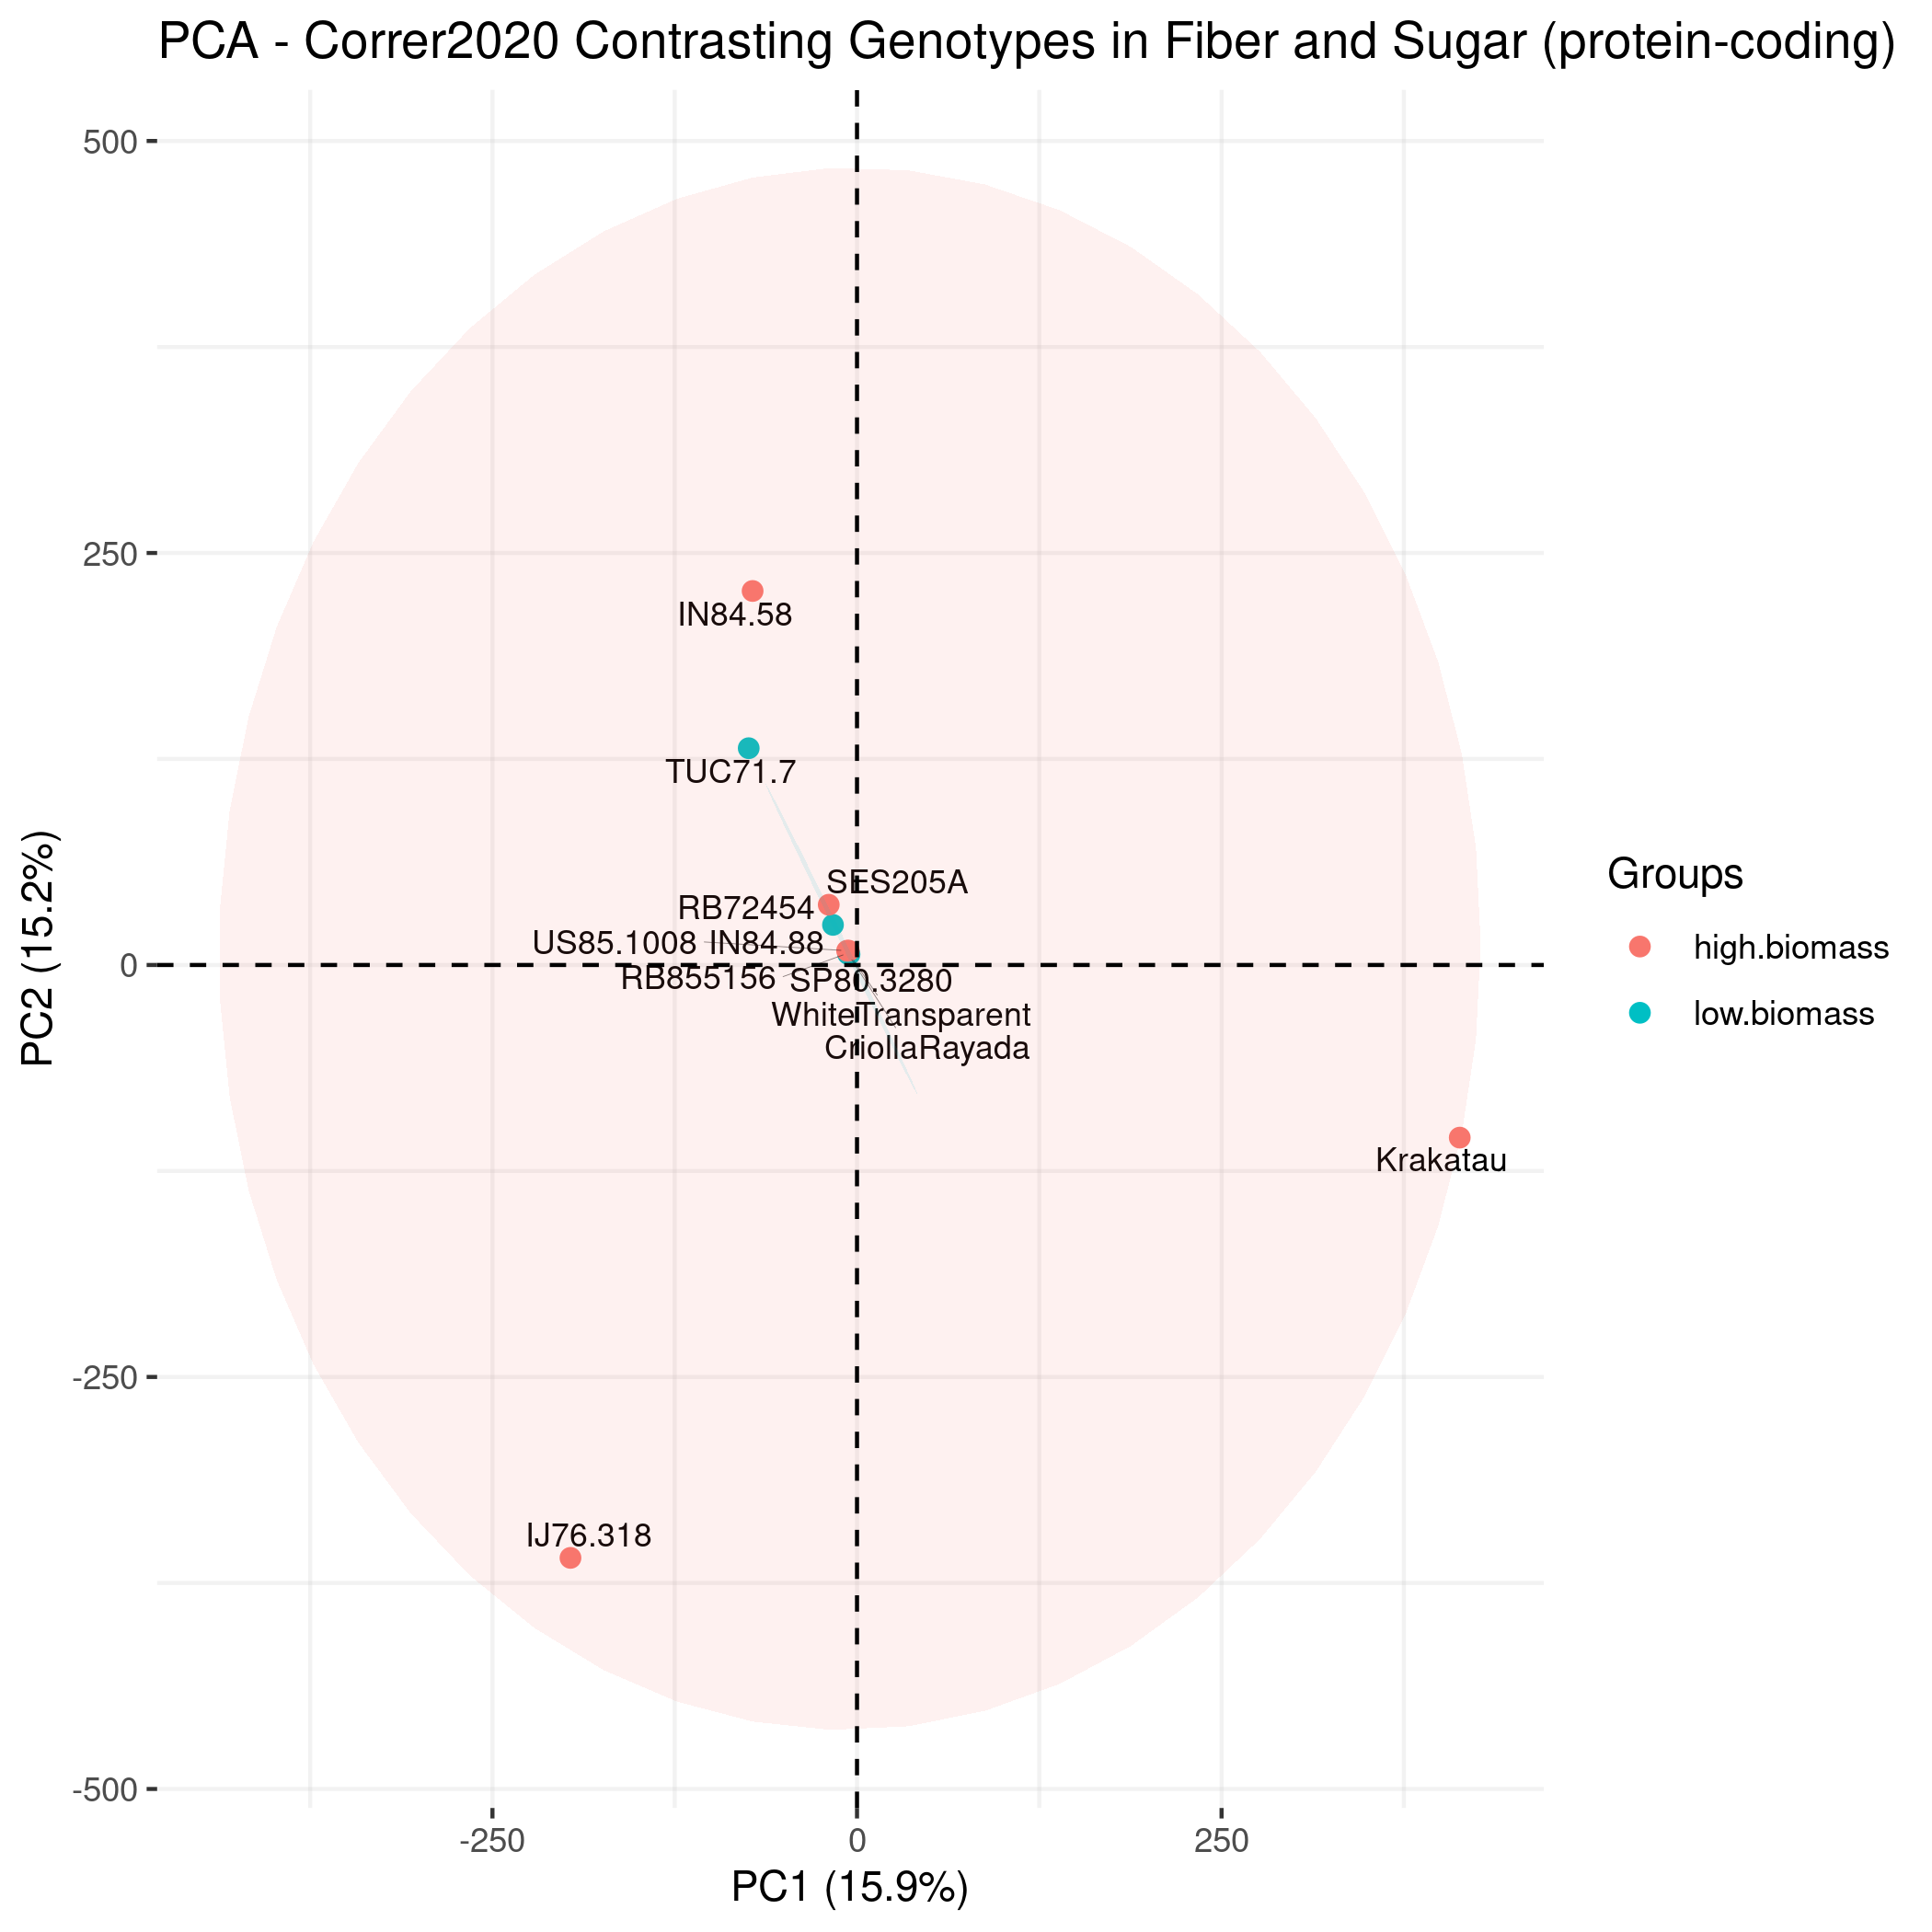 PCA - Correr2020 Contrasting Genotypes in Fiber and Sugar (protein-coding)
500
250
0
-250
-500
PC2 (15.2%)
IN84.58
TUC71.7
SES205A
RB72454
US85.1008
IN84.88
RB855156
SP80.3280
WhiteTransparent
CriollaRayada
Krakatau
IJ76.318
-250
0
250
PC1 (15.9%)
Groups
high.biomass
low.biomass